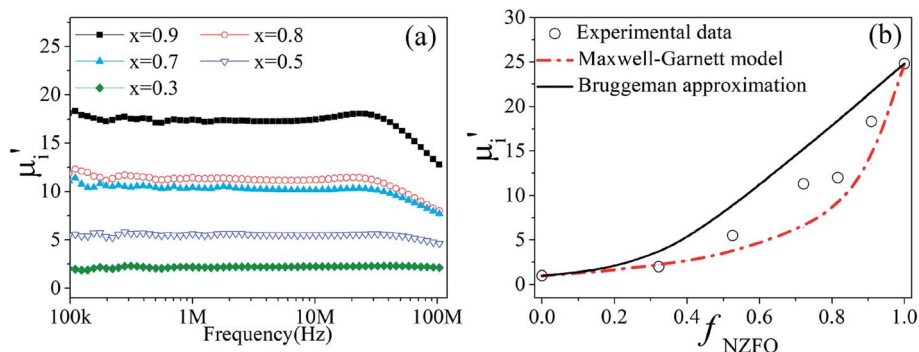 (a)
x=0.9
x=0.8
x=0.7
x=0.5
x=0.3
μi'
25
20
15
10
5
0
100k
1M
10M
100M
Frequency(Hz)
(b)
Experimental data
Maxwell-Garnett model
Bruggeman approximation
μi'
30
25
20
15
10
5
0
0.0
0.2
0.4
0.6
0.8
1.0
fNZFO